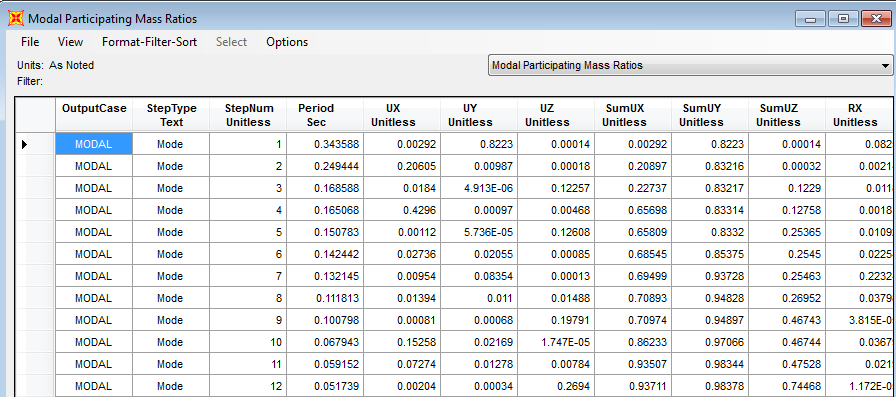 Modal Participating Mass Ratios
File View Format-Filter-Sort Select Options
Units: As Noted
Modal Participating Mass Ratios
Filter:
OutputCase StepType StepNum Period UX UY UZ SumUX SumUY SumUZ RX
Text Unitless Sec Unitless Unitless Unitless Unitless Unitless Unitless Unitless
MODAL Mode 1 0.343588 0.00292 0.8223 0.00014 0.00292 0.8223 0.00014 0.082
MODAL Mode 2 0.249444 0.20605 0.00987 0.00018 0.20897 0.83216 0.00032 0.0021
MODAL Mode 3 0.168588 0.0184 4.913E-06 0.12257 0.22737 0.83217 0.1229 0.011
MODAL Mode 4 0.165068 0.4296 0.00097 0.00468 0.65698 0.83314 0.12758 0.0018
MODAL Mode 5 0.150783 0.00112 5.736E-05 0.12608 0.65809 0.8332 0.25365 0.0109
MODAL Mode 6 0.142442 0.02736 0.02055 0.00085 0.68545 0.85375 0.2545 0.0225
MODAL Mode 7 0.132145 0.00954 0.08354 0.00013 0.69499 0.93728 0.25463 0.2232
MODAL Mode 8 0.111813 0.01394 0.011 0.01488 0.70893 0.94828 0.26952 0.0379
MODAL Mode 9 0.100798 0.00081 0.00068 0.19791 0.70974 0.94897 0.46743 3.815E-0
MODAL Mode 10 0.067943 0.15258 0.02169 1.747E-05 0.86233 0.97066 0.46744 0.0367
MODAL Mode 11 0.059152 0.07274 0.01278 0.00784 0.93507 0.98344 0.47528 0.021
MODAL Mode 12 0.051739 0.00204 0.00034 0.2694 0.93711 0.98378 0.74468 1.172E-0